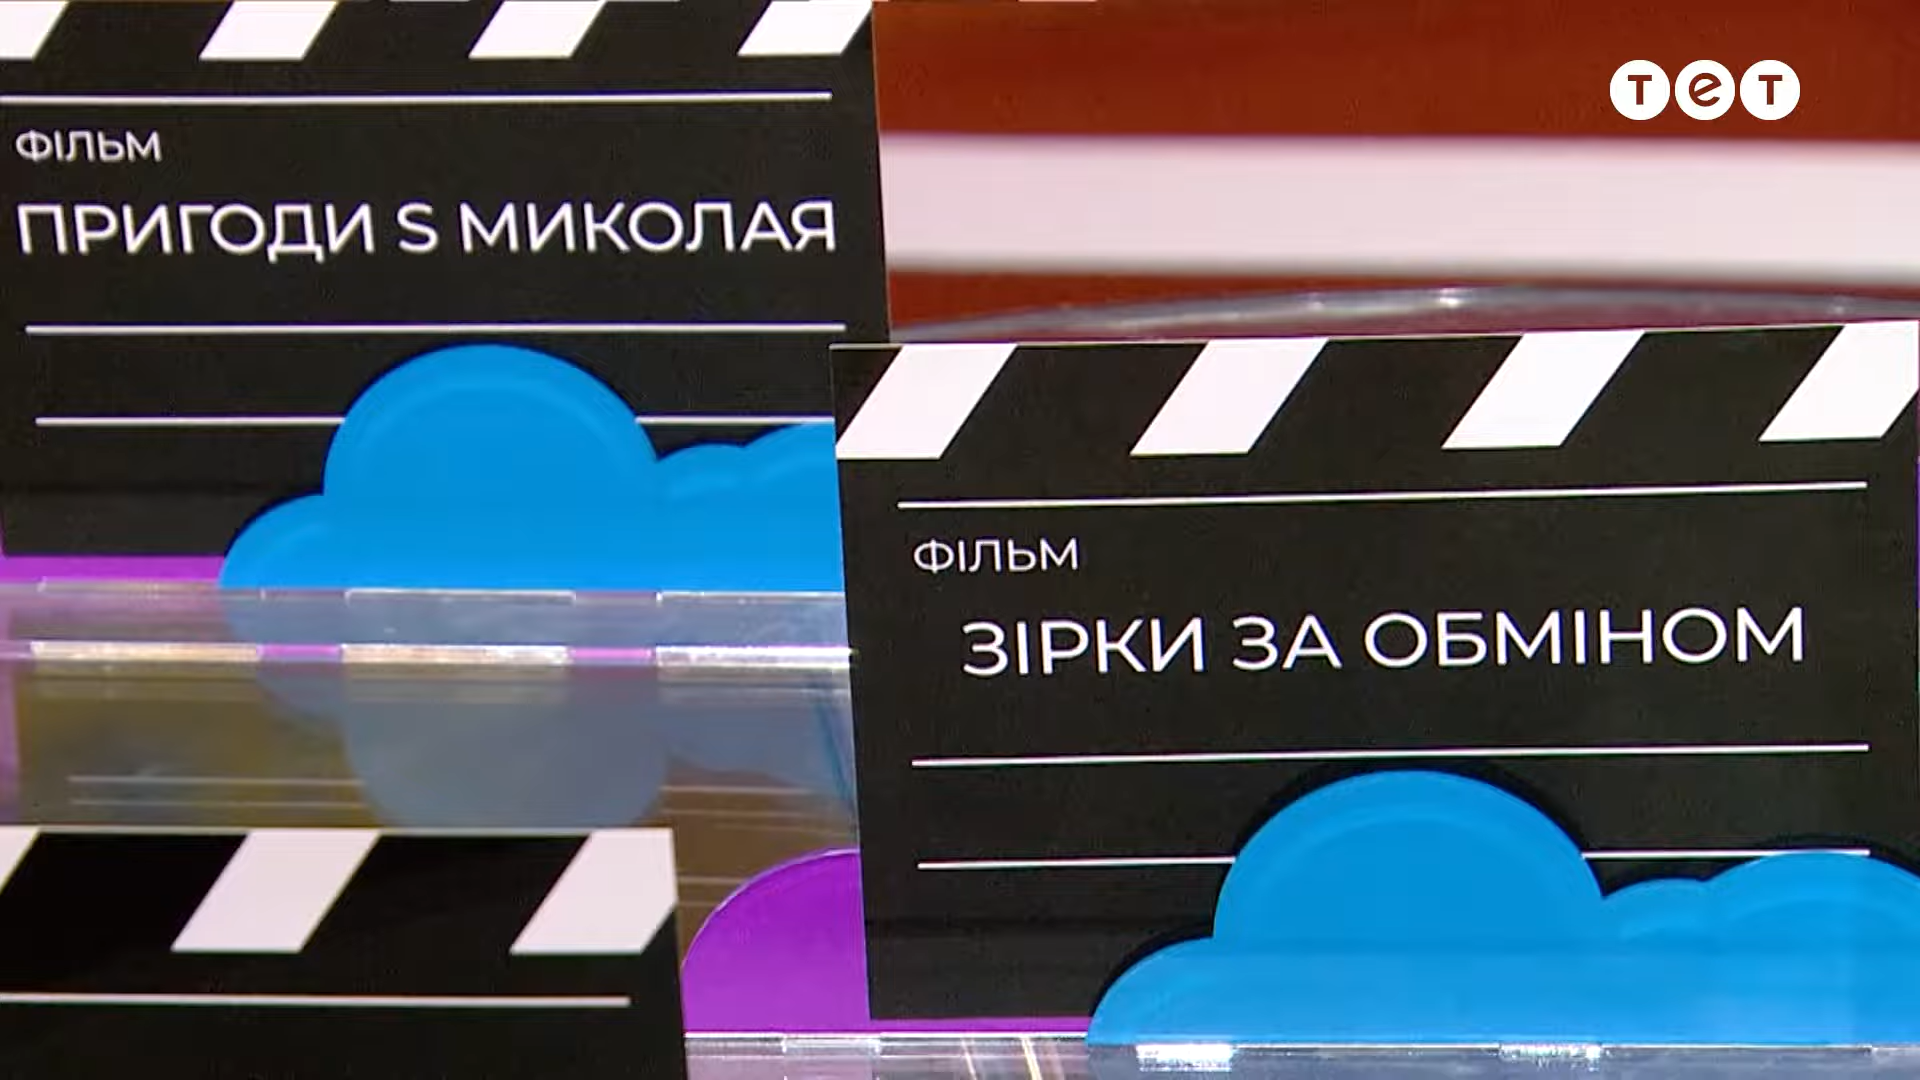 ФІЛЬМ
ПРИГОДИ S МИКОЛАЯ
ФІЛЬМ
ЗІРКИ ЗА ОБМІНОМ
тет